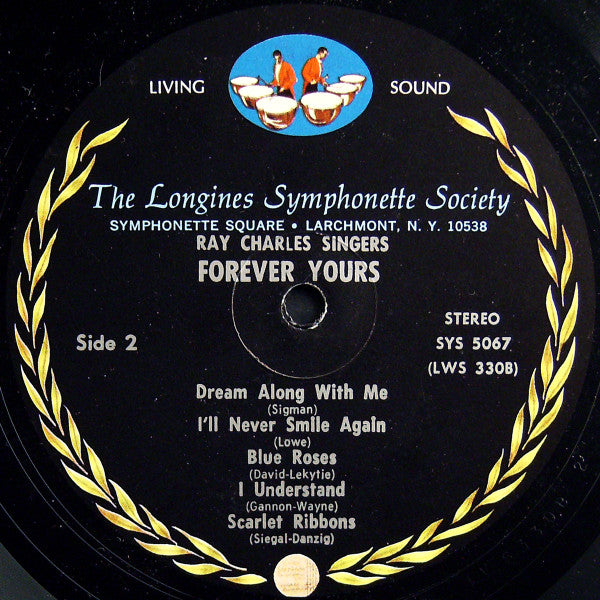 LIVING SOUND
The Longines Symphonette Society
SYMPHONETTE SQUARE • LARCHMONT, N. Y. 10538
RAY CHARLES SINGERS
FOREVER YOURS
STEREO
Side 2
SYS 5067
(LWS 330B)
Dream Along With Me
(Sigman)
I'll Never Smile Again
(Lowe)
Blue Roses
(David-Lekytie)
I Understand
(Gannon-Wayne)
Scarlet Ribbons
(Siegal-Danzig)